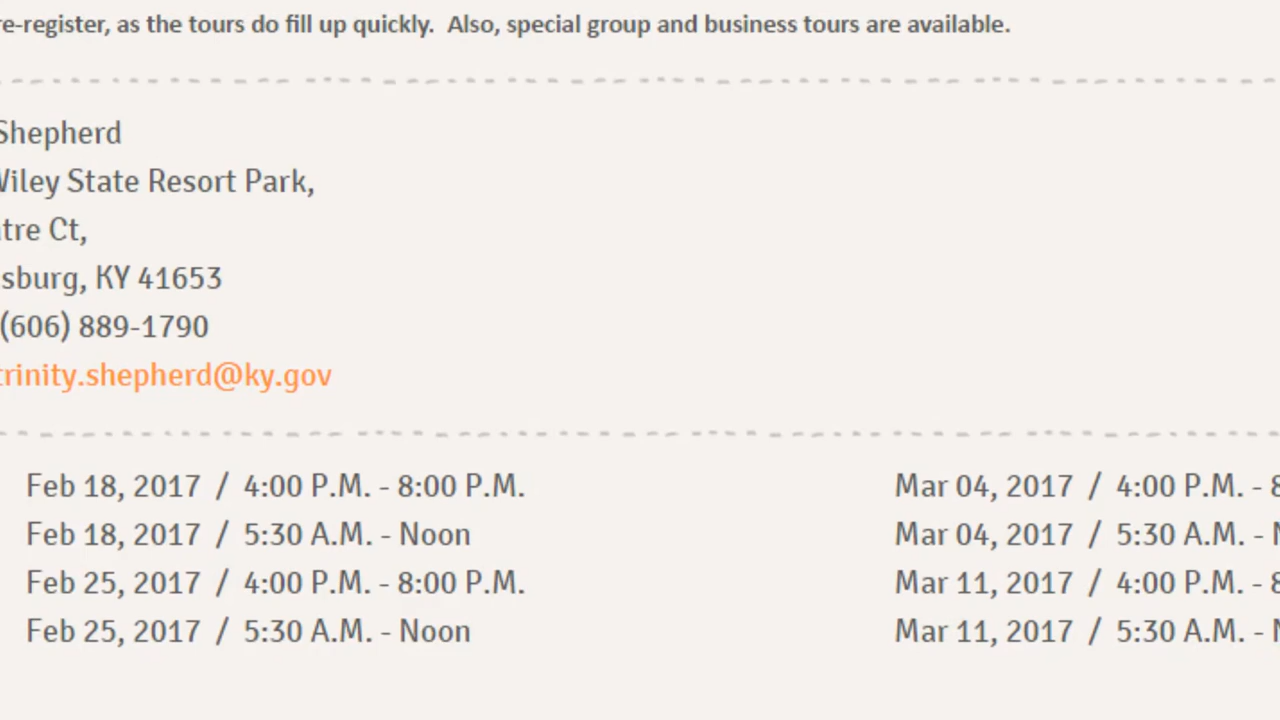 re-register, as the tours do fill up quickly.  Also, special group and business tours are available.
Shepherd
Wiley State Resort Park,
tre Ct,
sburg, KY 41653
(606) 889-1790
trinity.shepherd@ky.gov
Feb 18, 2017 / 4:00 P.M. - 8:00 P.M.
Feb 18, 2017 / 5:30 A.M. - Noon
Feb 25, 2017 / 4:00 P.M. - 8:00 P.M.
Feb 25, 2017 / 5:30 A.M. - Noon
Mar 04, 2017 / 4:00 P.M. - 8
Mar 04, 2017 / 5:30 A.M. - N
Mar 11, 2017 / 4:00 P.M. - 8
Mar 11, 2017 / 5:30 A.M. - N